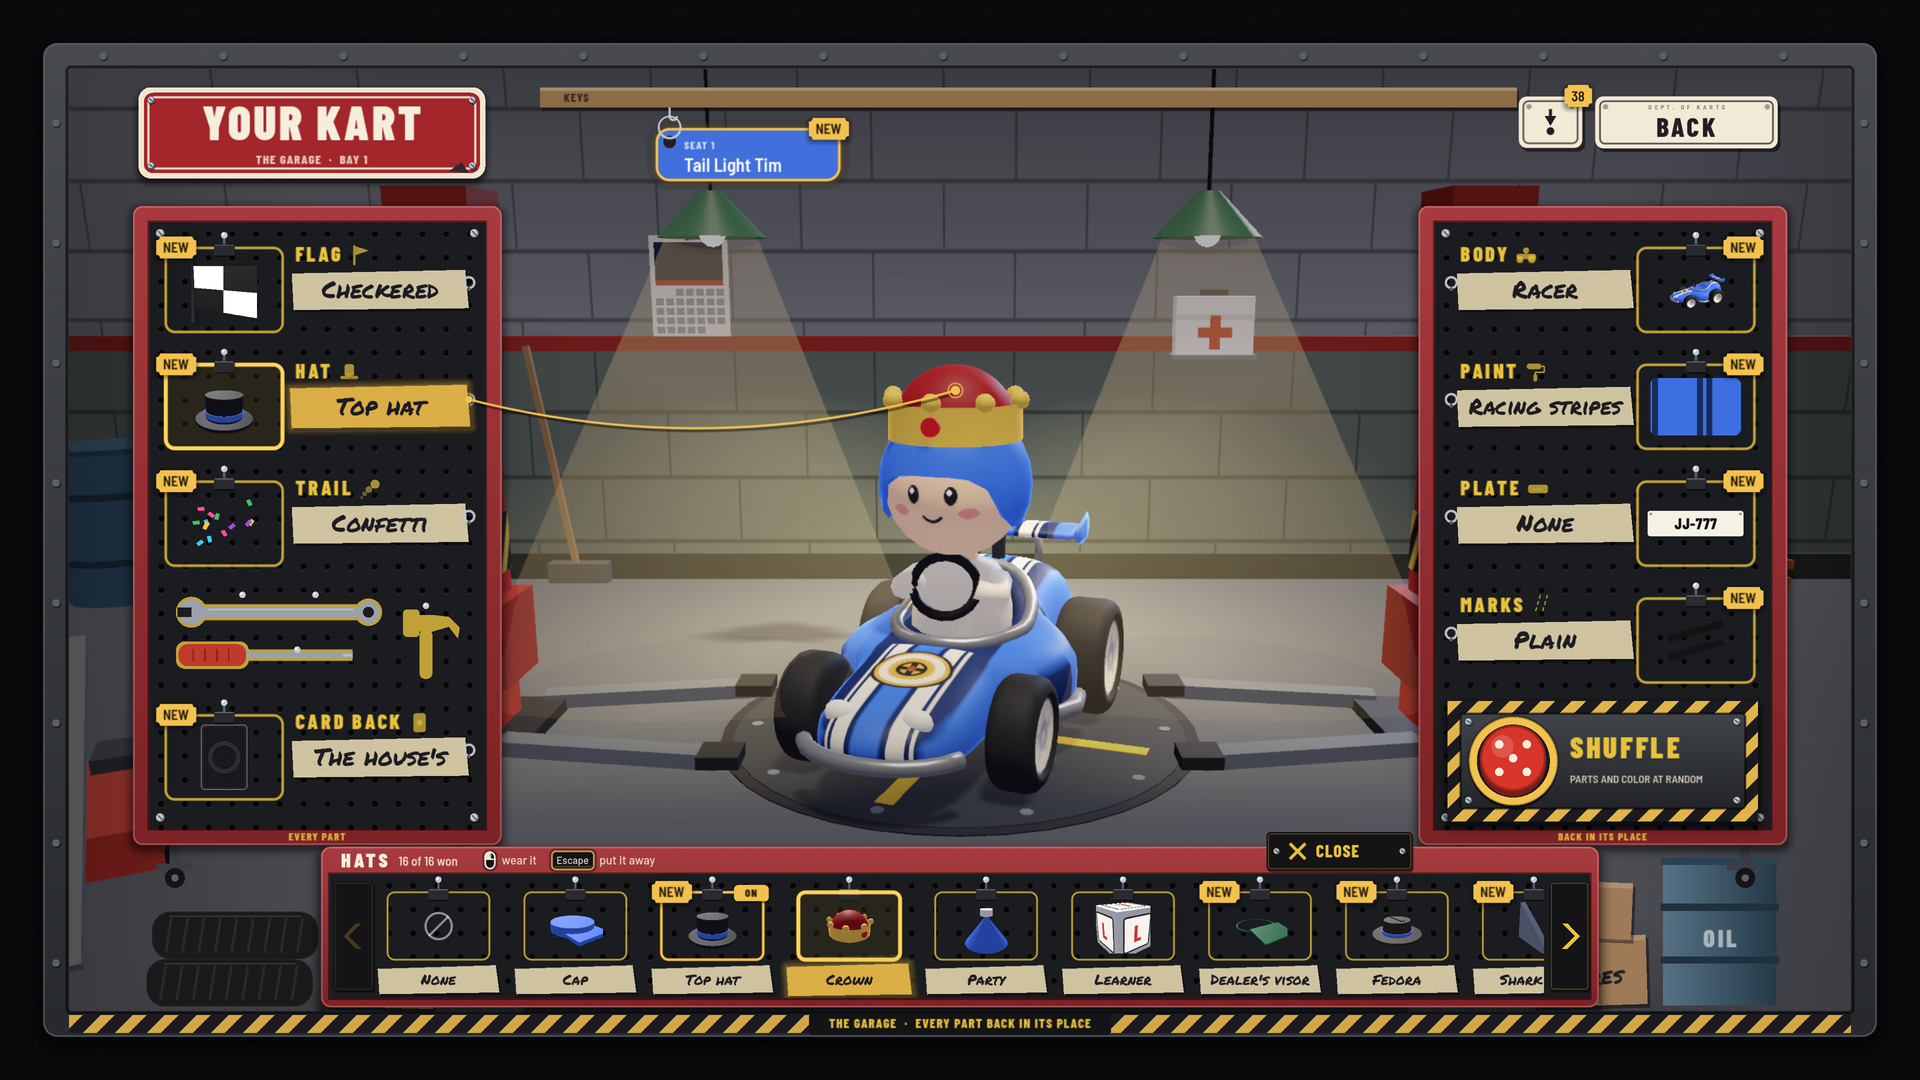 YOUR KART
THE GARAGE · BAY 1
KEYS
NEW
SEAT 1
Tail Light Tim
38
DEPT. OF KARTS
BACK
NEW
FLAG
CHECKERED
NEW
HAT
TOP HAT
NEW
TRAIL
CONFETTI
NEW
CARD BACK
THE HOUSE'S
EVERY PART
BODY
NEW
RACER
PAINT
NEW
RACING STRIPES
PLATE
NEW
NONE
JJ-777
MARKS
NEW
PLAIN
SHUFFLE
PARTS AND COLOR AT RANDOM
BACK IN ITS PLACE
HATS 16 of 16 won wear it Escape put it away
CLOSE
NEW ON NEW NEW NEW
L L
NONE CAP TOP HAT CROWN PARTY LEARNER DEALER'S VISOR FEDORA SHARK
OIL
THE GARAGE · EVERY PART BACK IN ITS PLACE